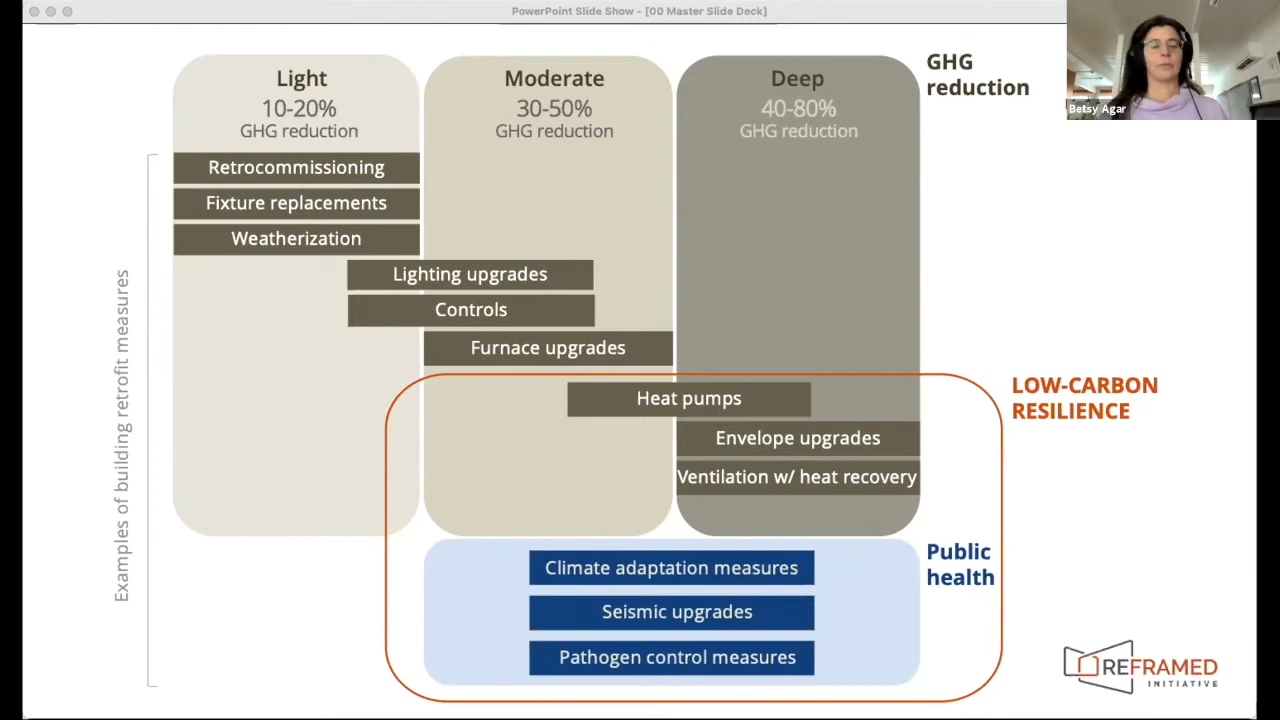 PowerPoint Slide Show - [00 Master Slide Deck]
Betsy Agar
Light
10-20%
GHG reduction
Moderate
30-50%
GHG reduction
Deep
40-80%
GHG reduction
GHG
reduction
Examples of building retrofit measures
Retrocommissioning
Fixture replacements
Weatherization
Lighting upgrades
Controls
Furnace upgrades
Heat pumps
Envelope upgrades
Ventilation w/ heat recovery
LOW-CARBON
RESILIENCE
Climate adaptation measures
Seismic upgrades
Pathogen control measures
Public
health
REFRAMED
INITIATIVE